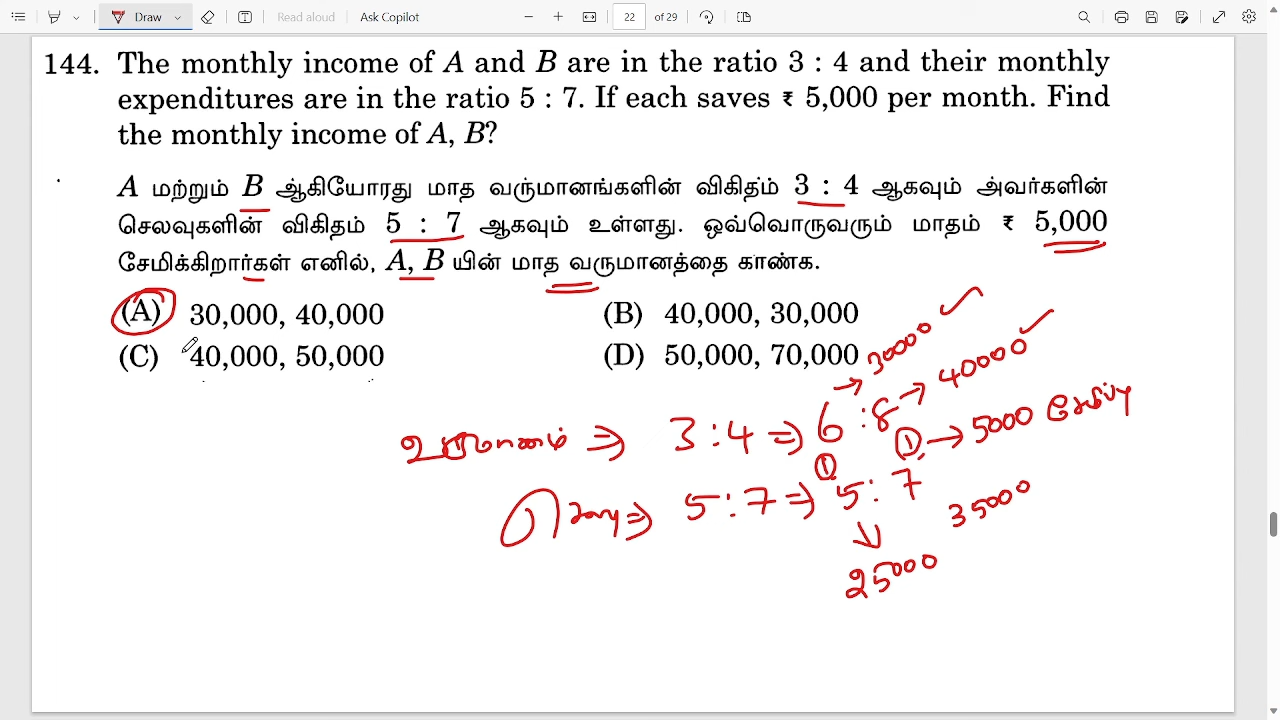 Draw
Read aloud
Ask Copilot
22 of 29
144. The monthly income of A and B are in the ratio 3 : 4 and their monthly
expenditures are in the ratio 5 : 7. If each saves ₹ 5,000 per month. Find
the monthly income of A, B?
A மற்றும் B ஆகியோரது மாத வருமானங்களின் விகிதம் 3 : 4 ஆகவும் அவர்களின்
செலவுகளின் விகிதம் 5 : 7 ஆகவும் உள்ளது. ஒவ்வொருவரும் மாதம் ₹ 5,000
சேமிக்கிறார்கள் எனில், A, B யின் மாத வருமானத்தை காண்க.
(A) 30,000, 40,000 (B) 40,000, 30,000
(C) 40,000, 50,000 (D) 50,000, 70,000
→ 30000 ✓
→ 40000 ✓
வருமானம் ⇒ 3:4 ⇒ 6:8
① ① → 5000 சேமிப்பு
⇒ 5:7 ⇒ 5:7
35000
↓
25000